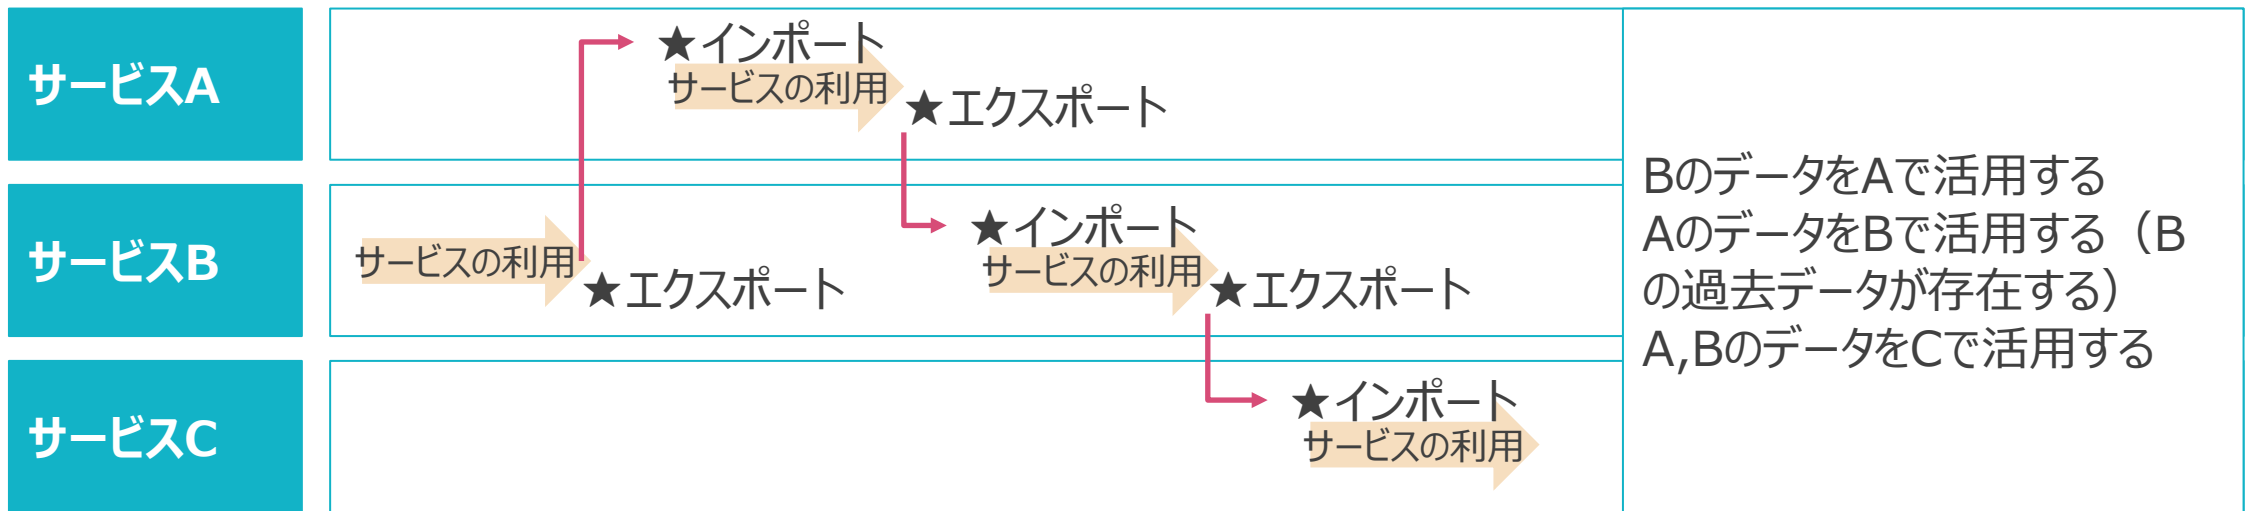 サービスA
★インポート
サービスの利用
★エクスポート
サービスB
サービスの利用
★エクスポート
★インポート
サービスの利用
★エクスポート
サービスC
★インポート
サービスの利用
BのデータをAで活用する
AのデータをBで活用する（B
の過去データが存在する）
A,BのデータをCで活用する